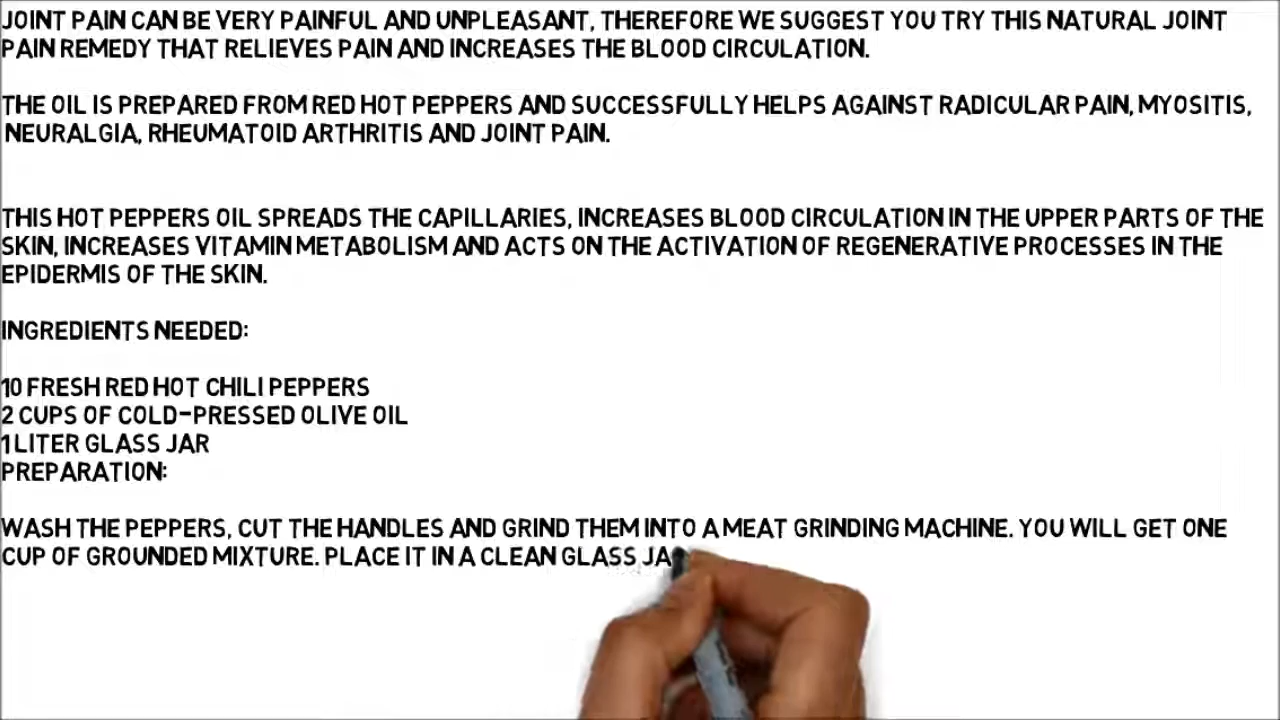 JOINT PAIN CAN BE VERY PAINFUL AND UNPLEASANT, THEREFORE WE SUGGEST YOU TRY THIS NATURAL JOINT
PAIN REMEDY THAT RELIEVES PAIN AND INCREASES THE BLOOD CIRCULATION.
THE OIL IS PREPARED FROM RED HOT PEPPERS AND SUCCESSFULLY HELPS AGAINST RADICULAR PAIN, MYOSITIS,
NEURALGIA, RHEUMATOID ARTHRITIS AND JOINT PAIN.
THIS HOT PEPPERS OIL SPREADS THE CAPILLARIES, INCREASES BLOOD CIRCULATION IN THE UPPER PARTS OF THE
SKIN, INCREASES VITAMIN METABOLISM AND ACTS ON THE ACTIVATION OF REGENERATIVE PROCESSES IN THE
EPIDERMIS OF THE SKIN.
INGREDIENTS NEEDED:
10 FRESH RED HOT CHILI PEPPERS
2 CUPS OF COLD-PRESSED OLIVE OIL
1 LITER GLASS JAR
PREPARATION:
WASH THE PEPPERS, CUT THE HANDLES AND GRIND THEM INTO A MEAT GRINDING MACHINE. YOU WILL GET ONE
CUP OF GROUNDED MIXTURE. PLACE IT IN A CLEAN GLASS JA